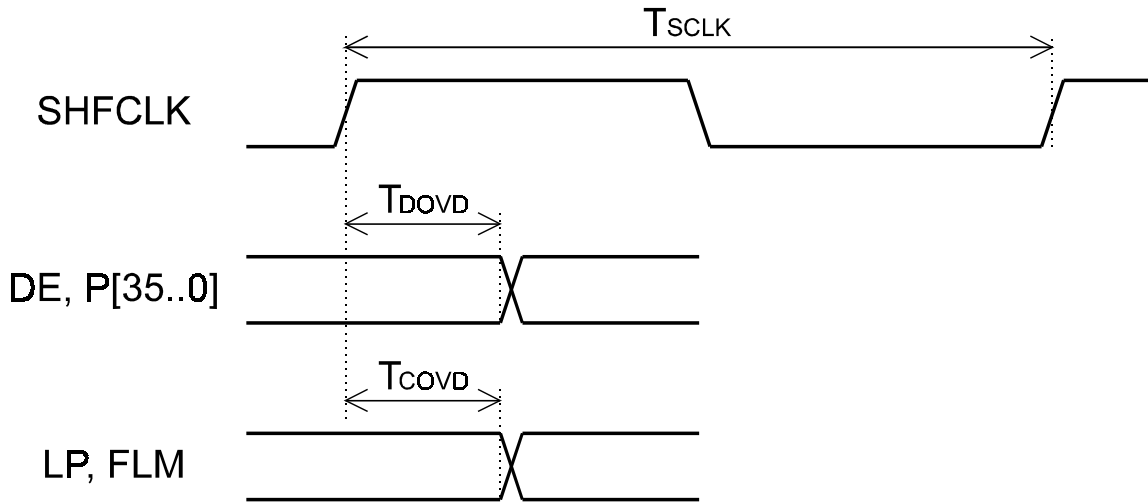 TSCLK
SHFCLK
TDOVD
DE, P[35..0]
TCOVD
LP, FLM